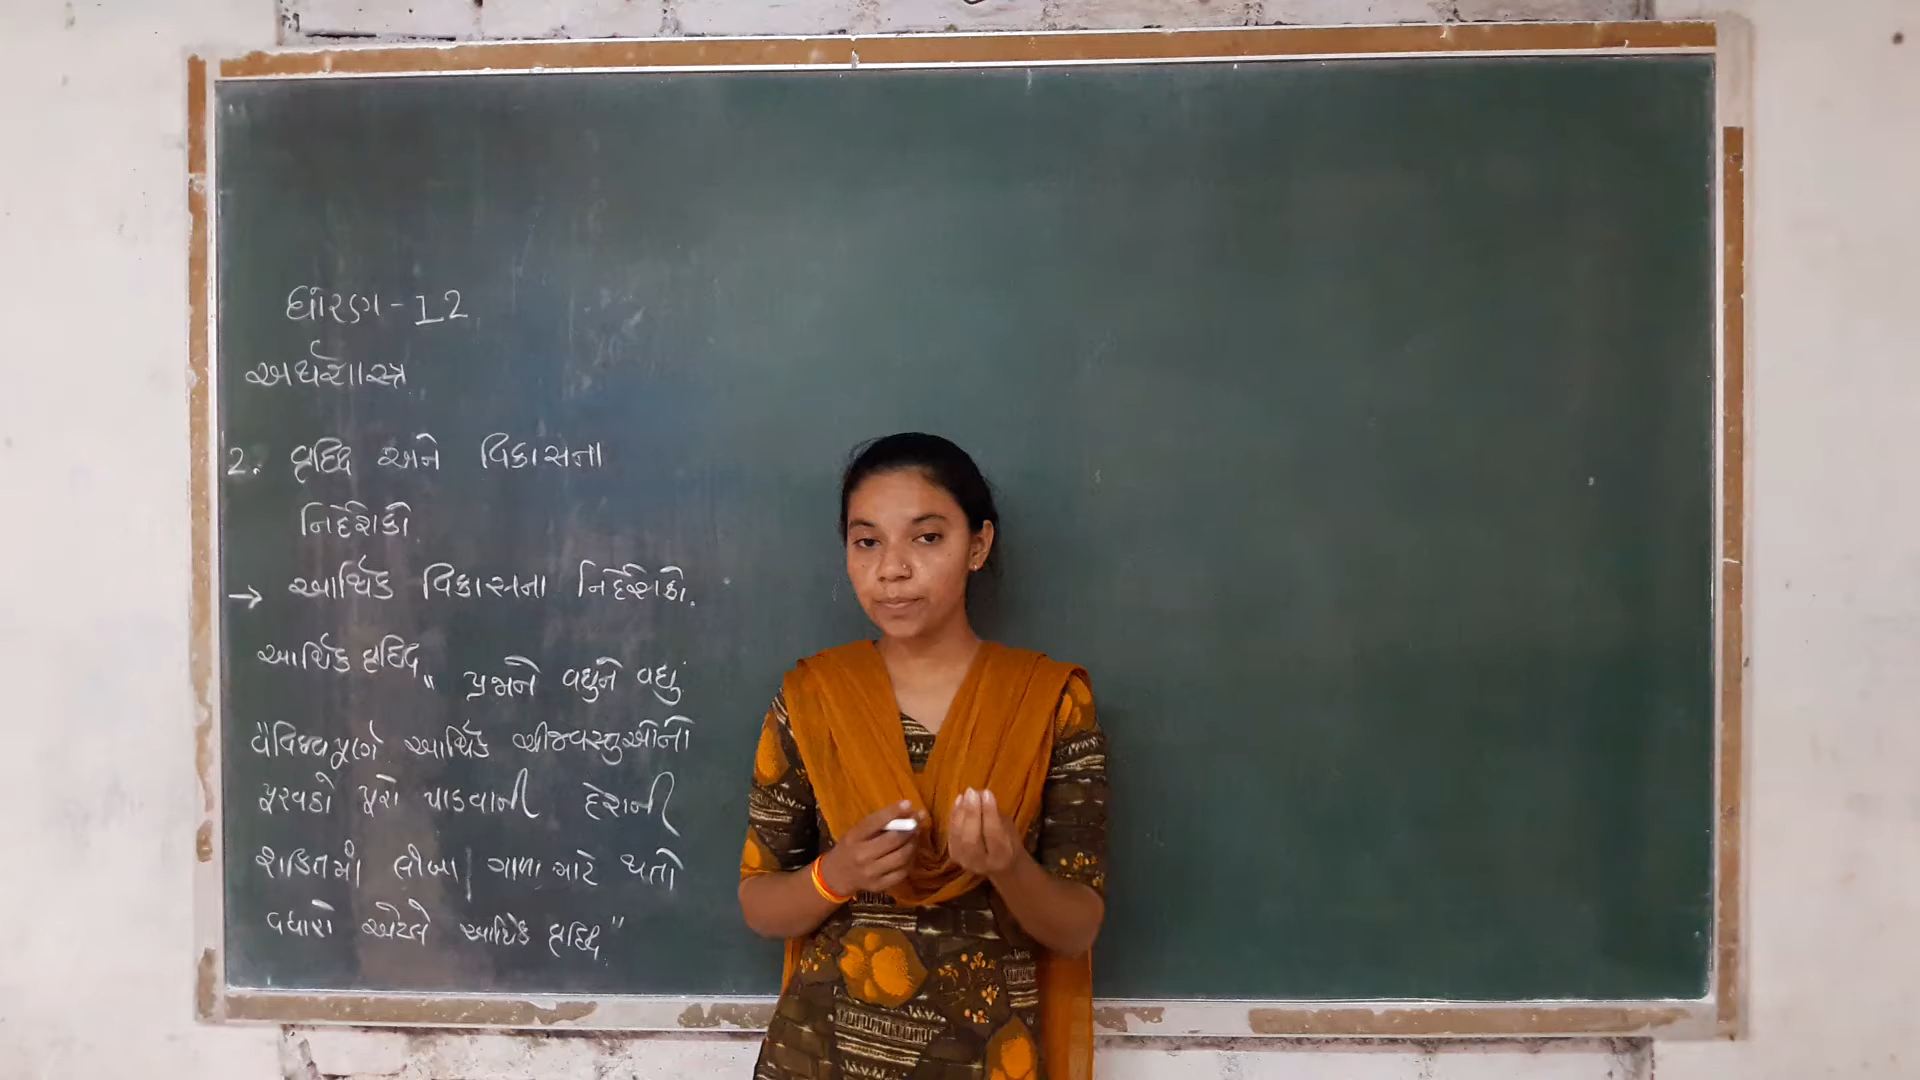 ધોરણ - 12
અર્થશાસ્ત્ર
2. વૃદ્ધિ અને વિકાસના
નિર્દેશકો.
→ આર્થિક વિકાસના નિર્દેશકો.
આર્થિક વૃદ્ધિ " પ્રજાને વધુને વધુ
વૈવિધ્યપૂર્ણ આર્થિક ચીજવસ્તુઓનો
પૂરવઠો પૂરો પાડવાની દેશની
શક્તિમાં લાંબા ગાળા માટે થતો
વધારો એટલે આર્થિક વૃદ્ધિ"